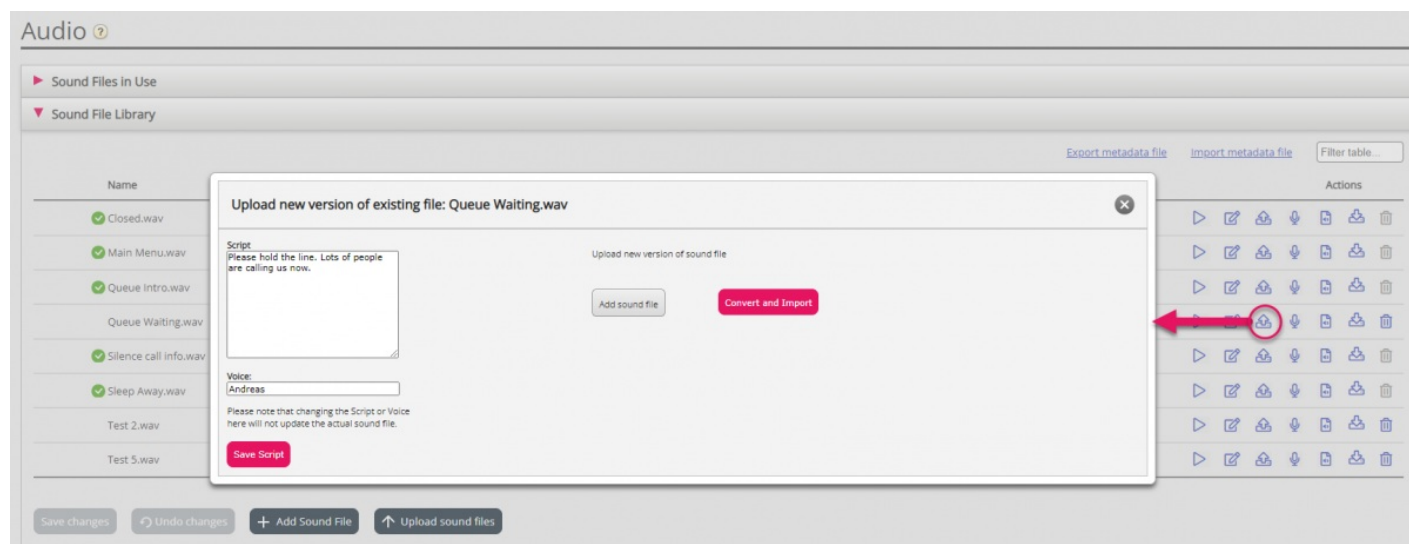 Audio ?
Sound Files in Use
Sound File Library
Export metadata file Import metadata file Filter table...
Name Actions
Upload new version of existing file: Queue Waiting.wav
Closed.wav
Main Menu.wav
Queue Intro.wav
Queue Waiting.wav
Silence call info.wav
Sleep Away.wav
Test 2.wav
Test 5.wav
Script
Please hold the line. Lots of people
are calling us now.
Voice:
Andreas
Please note that changing the Script or Voice
here will not update the actual sound file.
Save Script
Upload new version of sound file
Add sound file Convert and Import
Save changes Undo changes + Add Sound File Upload sound files